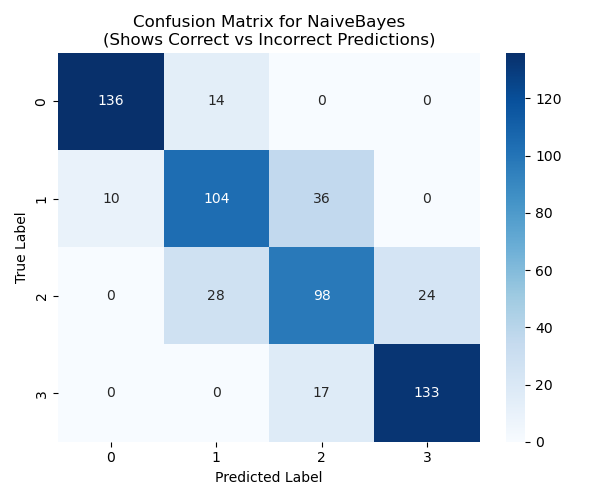 Confusion Matrix for NaiveBayes
(Shows Correct vs Incorrect Predictions)
True Label
0 136 14 0 0
1 10 104 36 0
2 0 28 98 24
3 0 0 17 133
0 1 2 3
Predicted Label
120
100
80
60
40
20
0